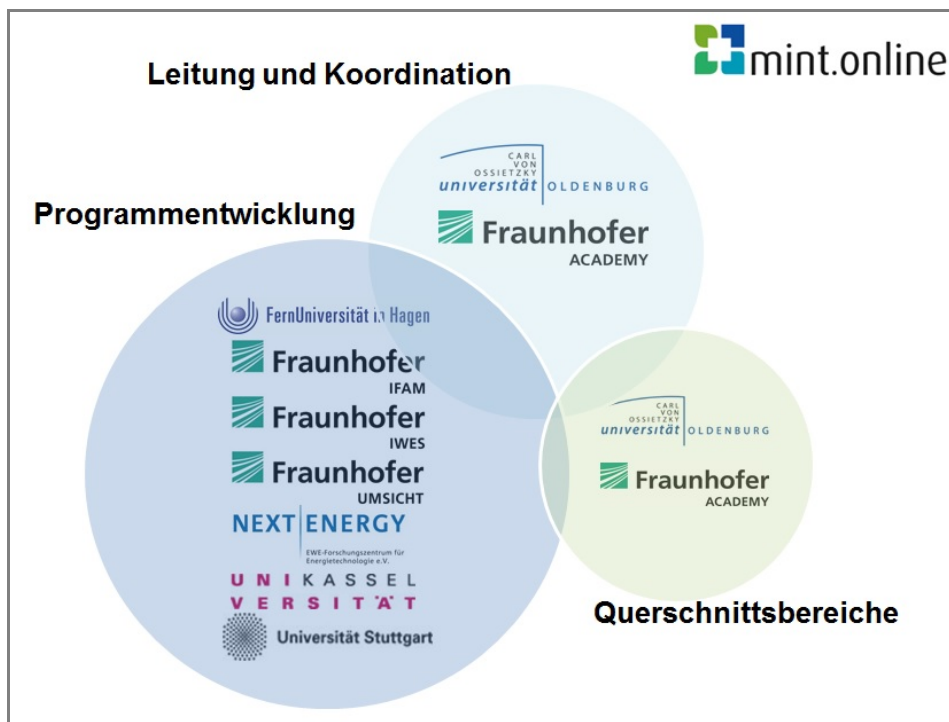 mint.online
Leitung und Koordination
CARL
VON
OSSIETZKY
universität OLDENBURG
Fraunhofer
ACADEMY
Programmentwicklung
FernUniversität in Hagen
Fraunhofer
IFAM
Fraunhofer
IWES
Fraunhofer
UMSICHT
NEXT ENERGY
EWE-Forschungszentrum für
Energietechnologie e.V.
UNIKASSEL
VERSITÄT
Universität Stuttgart
CARL
VON
OSSIETZKY
universität OLDENBURG
Fraunhofer
ACADEMY
Querschnittsbereiche